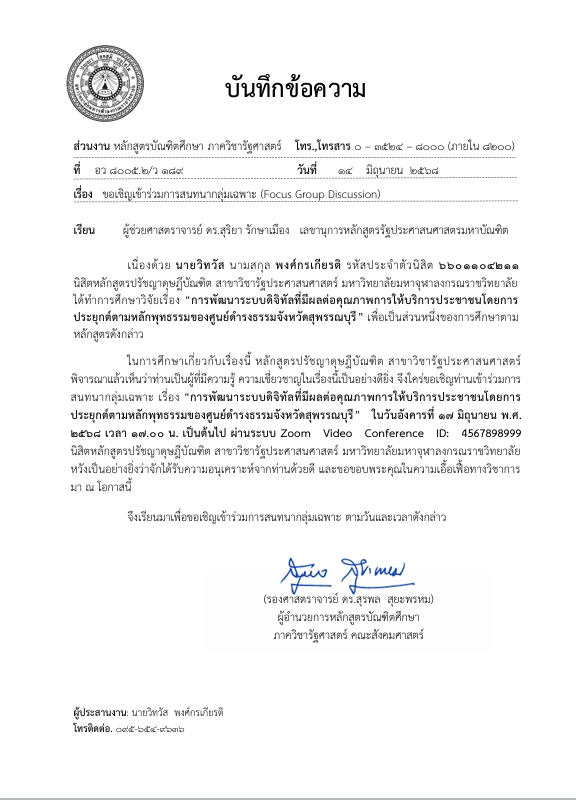 บันทึกข้อความ
ส่วนงาน หลักสูตรบัณฑิตศึกษา ภาควิชารัฐศาสตร์ โทร.,โทรสาร ๐ – ๓๕๒๔ – ๘๐๐๐ (ภายใน ๘๒๐๐)
ที่ อว ๘๐๐๕.๒/ว ๑๘๙ วันที่ ๑๔ มิถุนายน ๒๕๖๘
เรื่อง ขอเชิญเข้าร่วมการสนทนากลุ่มเฉพาะ (Focus Group Discussion)
เรียน ผู้ช่วยศาสตราจารย์ ดร.สุริยา รักษาเมือง เลขานุการหลักสูตรรัฐประศาสนศาสตรมหาบัณฑิต
เนื่องด้วย นายวิทวัส นามสกุล พงศ์กรเกียรติ รหัสประจำตัวนิสิต ๖๖๐๑๑๐๔๒๑๑
นิสิตหลักสูตรปรัชญาดุษฎีบัณฑิต สาขาวิชารัฐประศาสนศาสตร์ มหาวิทยาลัยมหาจุฬาลงกรณราชวิทยาลัย
ได้ทำการศึกษาวิจัยเรื่อง “การพัฒนาระบบดิจิทัลที่มีผลต่อคุณภาพการให้บริการประชาชนโดยการ
ประยุกต์ตามหลักพุทธรรมของศูนย์ดำรงธรรมจังหวัดสุพรรณบุรี” เพื่อเป็นส่วนหนึ่งของการศึกษาตาม
หลักสูตรดังกล่าว
ในการศึกษาเกี่ยวกับเรื่องนี้ หลักสูตรปรัชญาดุษฎีบัณฑิต สาขาวิชารัฐประศาสนศาสตร์
พิจารณาแล้วเห็นว่าท่านเป็นผู้ที่มีความรู้ ความเชี่ยวชาญในเรื่องนี้เป็นอย่างดียิ่ง จึงใคร่ขอเชิญท่านเข้าร่วมการ
สนทนากลุ่มเฉพาะ เรื่อง “การพัฒนาระบบดิจิทัลที่มีผลต่อคุณภาพการให้บริการประชาชนโดยการ
ประยุกต์ตามหลักพุทธรรมของศูนย์ดำรงธรรมจังหวัดสุพรรณบุรี” ในวันอังคารที่ ๑๗ มิถุนายน พ.ศ.
๒๕๖๘ เวลา ๑๗.๐๐ น. เป็นต้นไป ผ่านระบบ Zoom Video Conference ID: 4567898999
นิสิตหลักสูตรปรัชญาดุษฎีบัณฑิต สาขาวิชารัฐประศาสนศาสตร์ มหาวิทยาลัยมหาจุฬาลงกรณราชวิทยาลัย
หวังเป็นอย่างยิ่งว่าจักได้รับความอนุเคราะห์จากท่านด้วยดี และขอขอบพระคุณในความเอื้อเฟื้อทางวิชาการ
มา ณ โอกาสนี้
จึงเรียนมาเพื่อขอเชิญเข้าร่วมการสนทนากลุ่มเฉพาะ ตามวันและเวลาดังกล่าว
(รองศาสตราจารย์ ดร.สุรพล สุยะพรหม)
ผู้อำนวยการหลักสูตรบัณฑิตศึกษา
ภาควิชารัฐศาสตร์ คณะสังคมศาสตร์
ผู้ประสานงาน: นายวิทวัส พงศ์กรเกียรติ
โทรติดต่อ. ๐๙๕-๖๕๔-๙๖๓๖